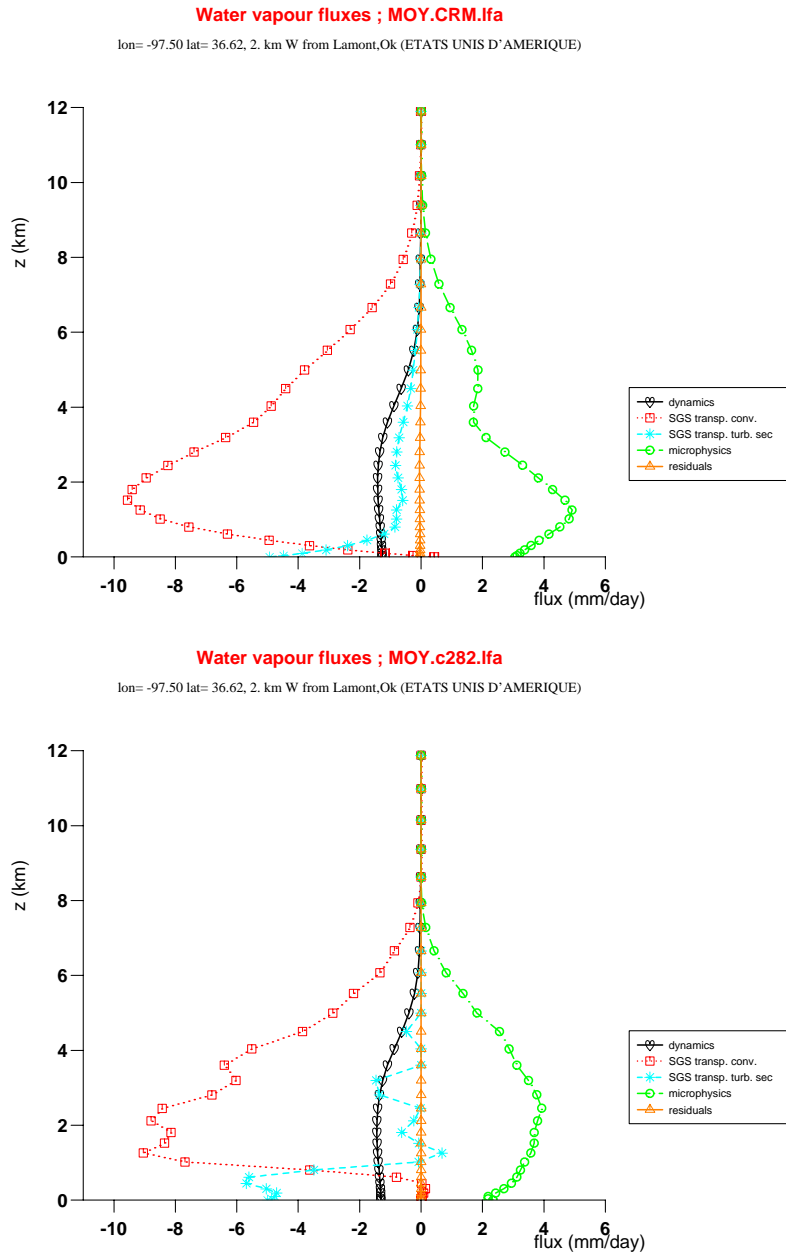 Water vapour fluxes ; MOY.CRM.lfa
lon= -97.50 lat= 36.62, 2. km W from Lamont,Ok (ETATS UNIS D'AMERIQUE)
12
10
8
6
4
2
0
z (km)
-10 -8 -6 -4 -2 0 2 4 6
flux (mm/day)
dynamics
SGS transp. conv.
SGS transp. turb. sec
microphysics
residuals
Water vapour fluxes ; MOY.c282.lfa
lon= -97.50 lat= 36.62, 2. km W from Lamont,Ok (ETATS UNIS D'AMERIQUE)
12
10
8
6
4
2
0
z (km)
-10 -8 -6 -4 -2 0 2 4 6
flux (mm/day)
dynamics
SGS transp. conv.
SGS transp. turb. sec
microphysics
residuals